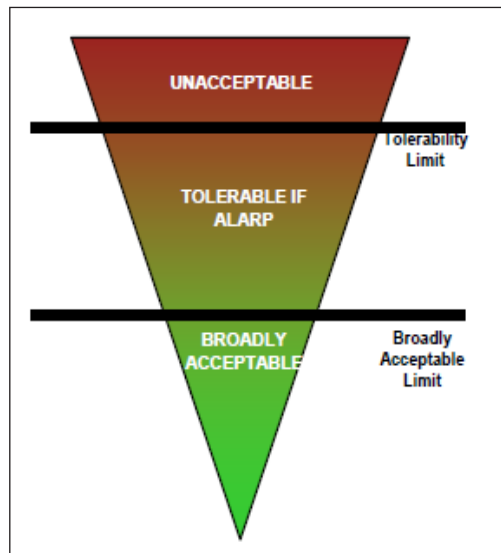 UNACCEPTABLE
Tolerability
Limit
TOLERABLE IF
ALARP
BROADLY
ACCEPTABLE
Broadly
Acceptable
Limit